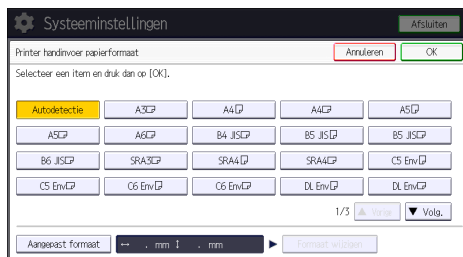 Systeeminstellingen Afsluiten
Printer handinvoer papierformaat Annuleren OK
Selecteer een item en druk dan op [OK].
Autodetectie A3 A4 A4 A5
A5 A6 B4 JIS B5 JIS B5 JIS
B6 JIS SRA3 SRA4 SRA4 C5 Env
C5 Env C6 Env C6 Env DL Env DL Env
1/3 ▲ Vorige ▼ Volg.
Aangepast formaat ↔ . mm ↕ . mm ▶ Formaat wijzigen